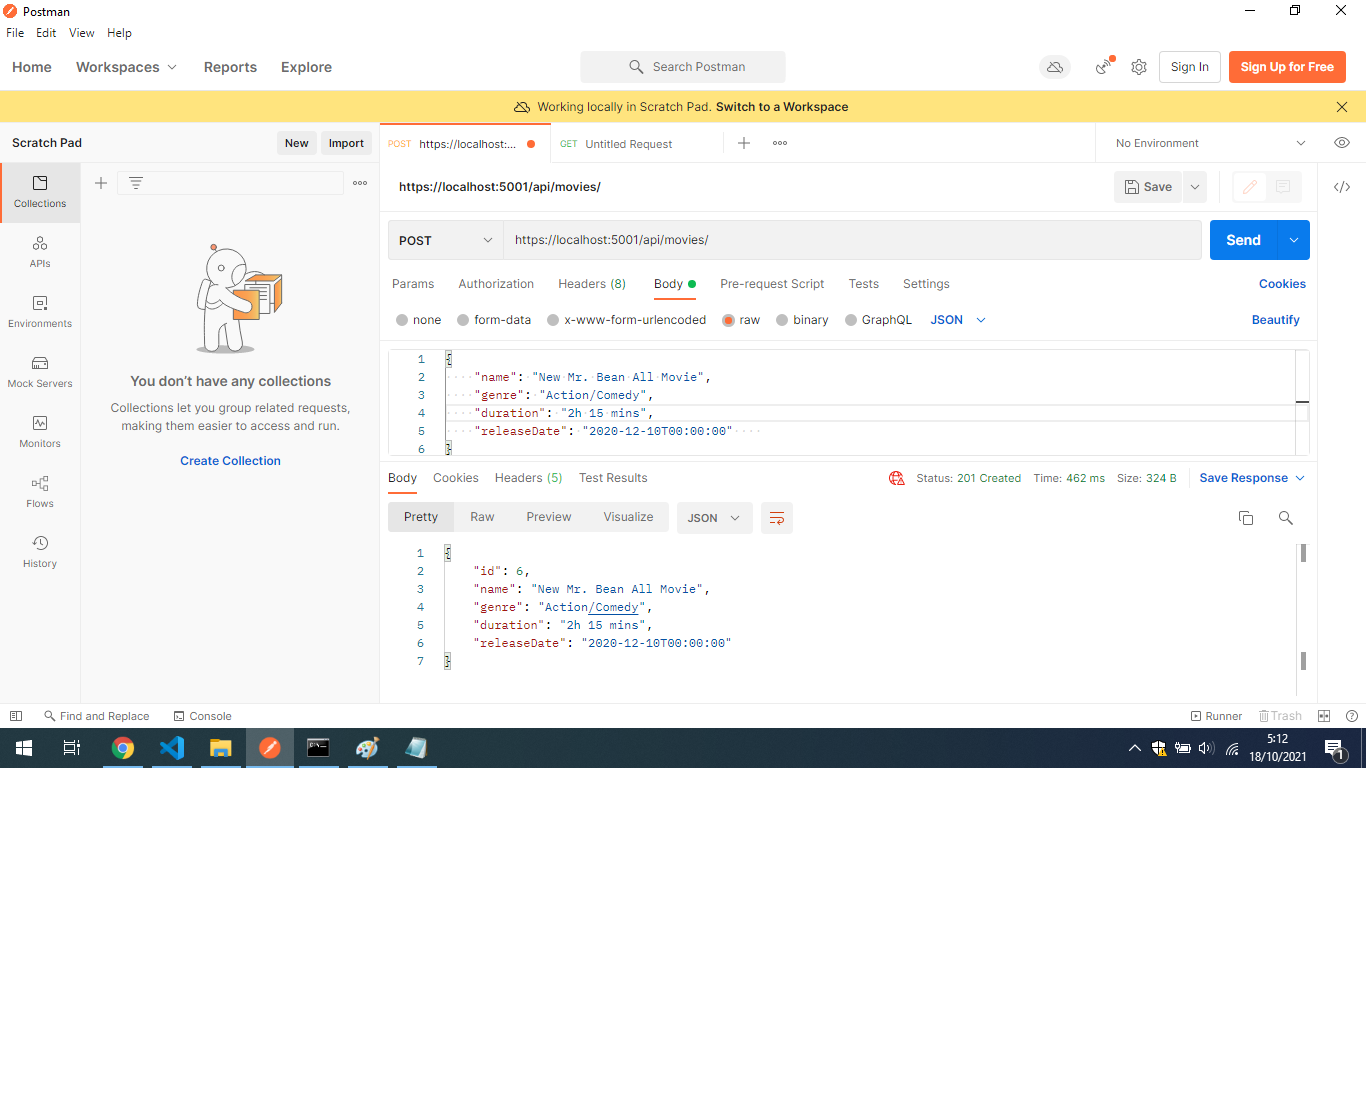 Postman
File Edit View Help
Home Workspaces Reports Explore Search Postman Sign In Sign Up for Free
Working locally in Scratch Pad. Switch to a Workspace
Scratch Pad New Import POST https://localhost:... GET Untitled Request No Environment
https://localhost:5001/api/movies/ Save
POST https://localhost:5001/api/movies/ Send
Params Authorization Headers (8) Body Pre-request Script Tests Settings Cookies
none form-data x-www-form-urlencoded raw binary GraphQL JSON Beautify
1 {
2 "name": "New Mr. Bean All Movie",
3 "genre": "Action/Comedy",
4 "duration": "2h 15 mins",
5 "releaseDate": "2020-12-10T00:00:00"
6 }
Collections
APIs
Environments
Mock Servers
Monitors
Flows
History
You don't have any collections
Collections let you group related requests,
making them easier to access and run.
Create Collection
Body Cookies Headers (5) Test Results Status: 201 Created Time: 462 ms Size: 324 B Save Response
Pretty Raw Preview Visualize JSON
1 {
2 "id": 6,
3 "name": "New Mr. Bean All Movie",
4 "genre": "Action/Comedy",
5 "duration": "2h 15 mins",
6 "releaseDate": "2020-12-10T00:00:00"
7 }
Find and Replace Console Runner Trash
5:12
18/10/2021
1